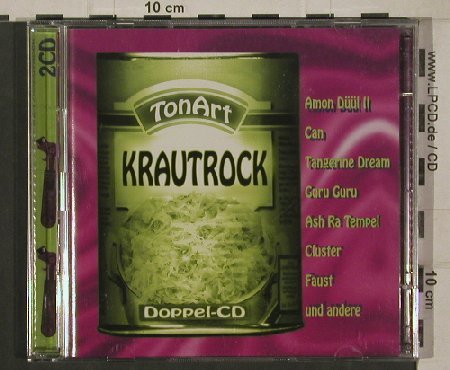 10 cm
2CD
TonArt
KRAUTROCK
Doppel-CD
Amon Düül II
Can
Tangerine Dream
Guru Guru
Ash Ra Tempel
Cluster
Faust
und andere
www.LPCD.de / CD
10 cm